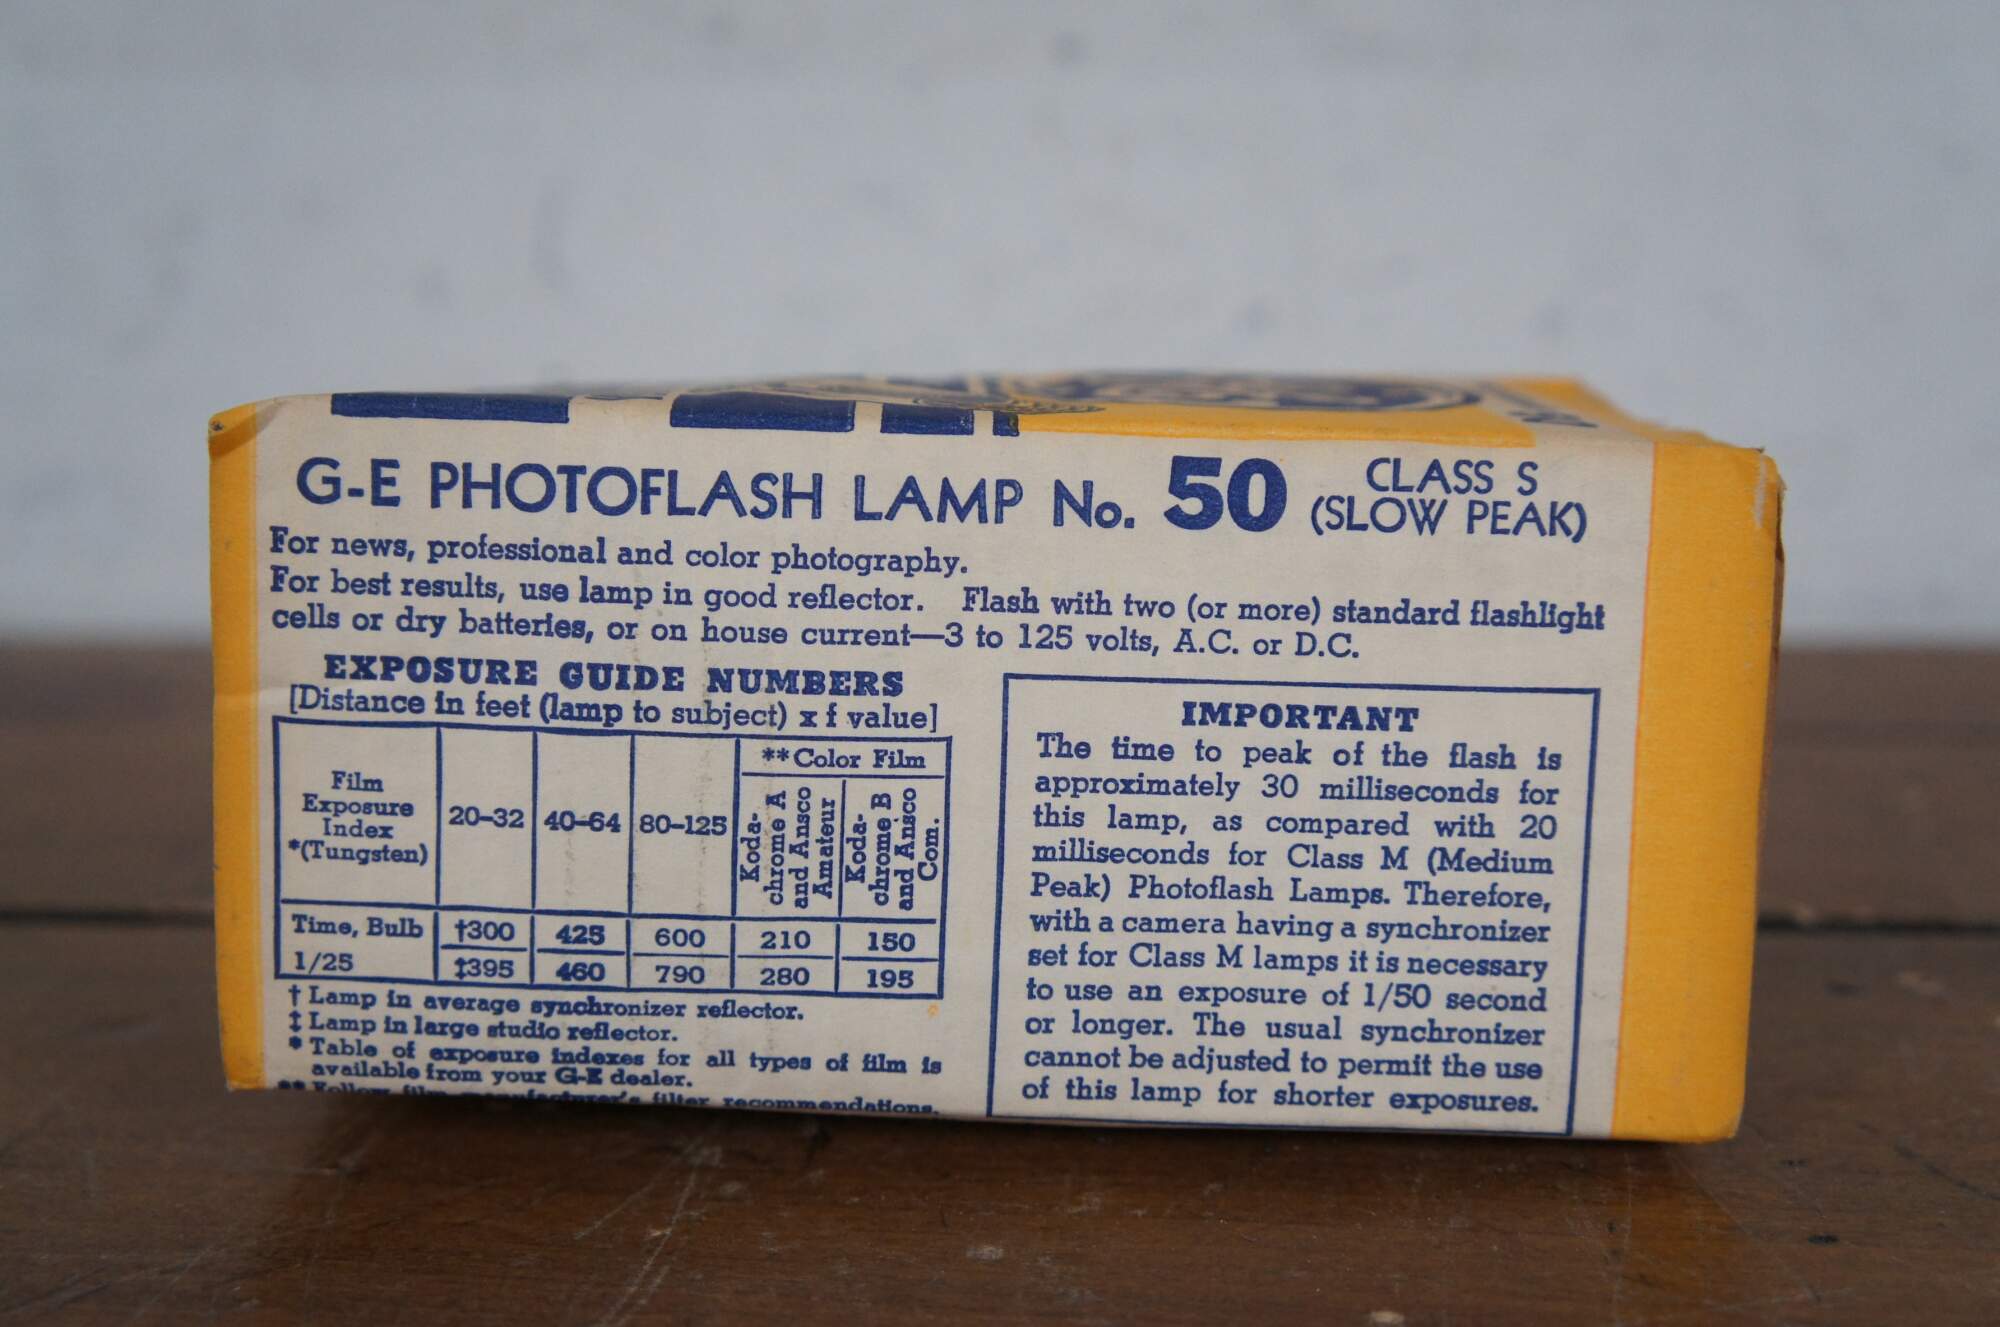 G-E PHOTOFLASH LAMP No. 50 CLASS S
(SLOW PEAK)
For news, professional and color photography.
For best results, use lamp in good reflector. Flash with two (or more) standard flashlight
cells or dry batteries, or on house current—3 to 125 volts, A.C. or D.C.
EXPOSURE GUIDE NUMBERS
[Distance in feet (lamp to subject) x f value]
Film
Exposure
Index
*(Tungsten)
20–32
40–64
80–125
**Color Film
Koda-
chrome A
and Ansco
Amateur
Koda-
chrome B
and Ansco
Com.
Time, Bulb †300 425 600 210 150
1/25 ‡395 460 790 280 195
† Lamp in average synchronizer reflector.
‡ Lamp in large studio reflector.
* Table of exposure indexes for all types of film is
available from your G-E dealer.
** Follow film manufacturer's filter recommendations.
IMPORTANT
The time to peak of the flash is
approximately 30 milliseconds for
this lamp, as compared with 20
milliseconds for Class M (Medium
Peak) Photoflash Lamps. Therefore,
with a camera having a synchronizer
set for Class M lamps it is necessary
to use an exposure of 1/50 second
or longer. The usual synchronizer
cannot be adjusted to permit the use
of this lamp for shorter exposures.